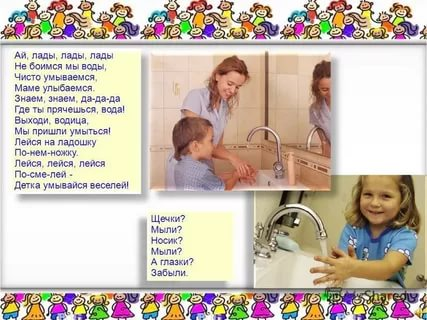 Ай, лады, лады, лады
Не боимся мы воды,
Чисто умываемся,
Маме улыбаемся.
Знаем, знаем, да-да-да
Где ты прячешься, вода!
Выходи, водица,
Мы пришли умыться!
Лейся на ладошку
По-нем-ножку.
Лейся, лейся, лейся
По-сме-лей -
Детка умывайся веселей!
Щечки?
Мыли?
Носик?
Мыли?
А глазки?
Забыли.